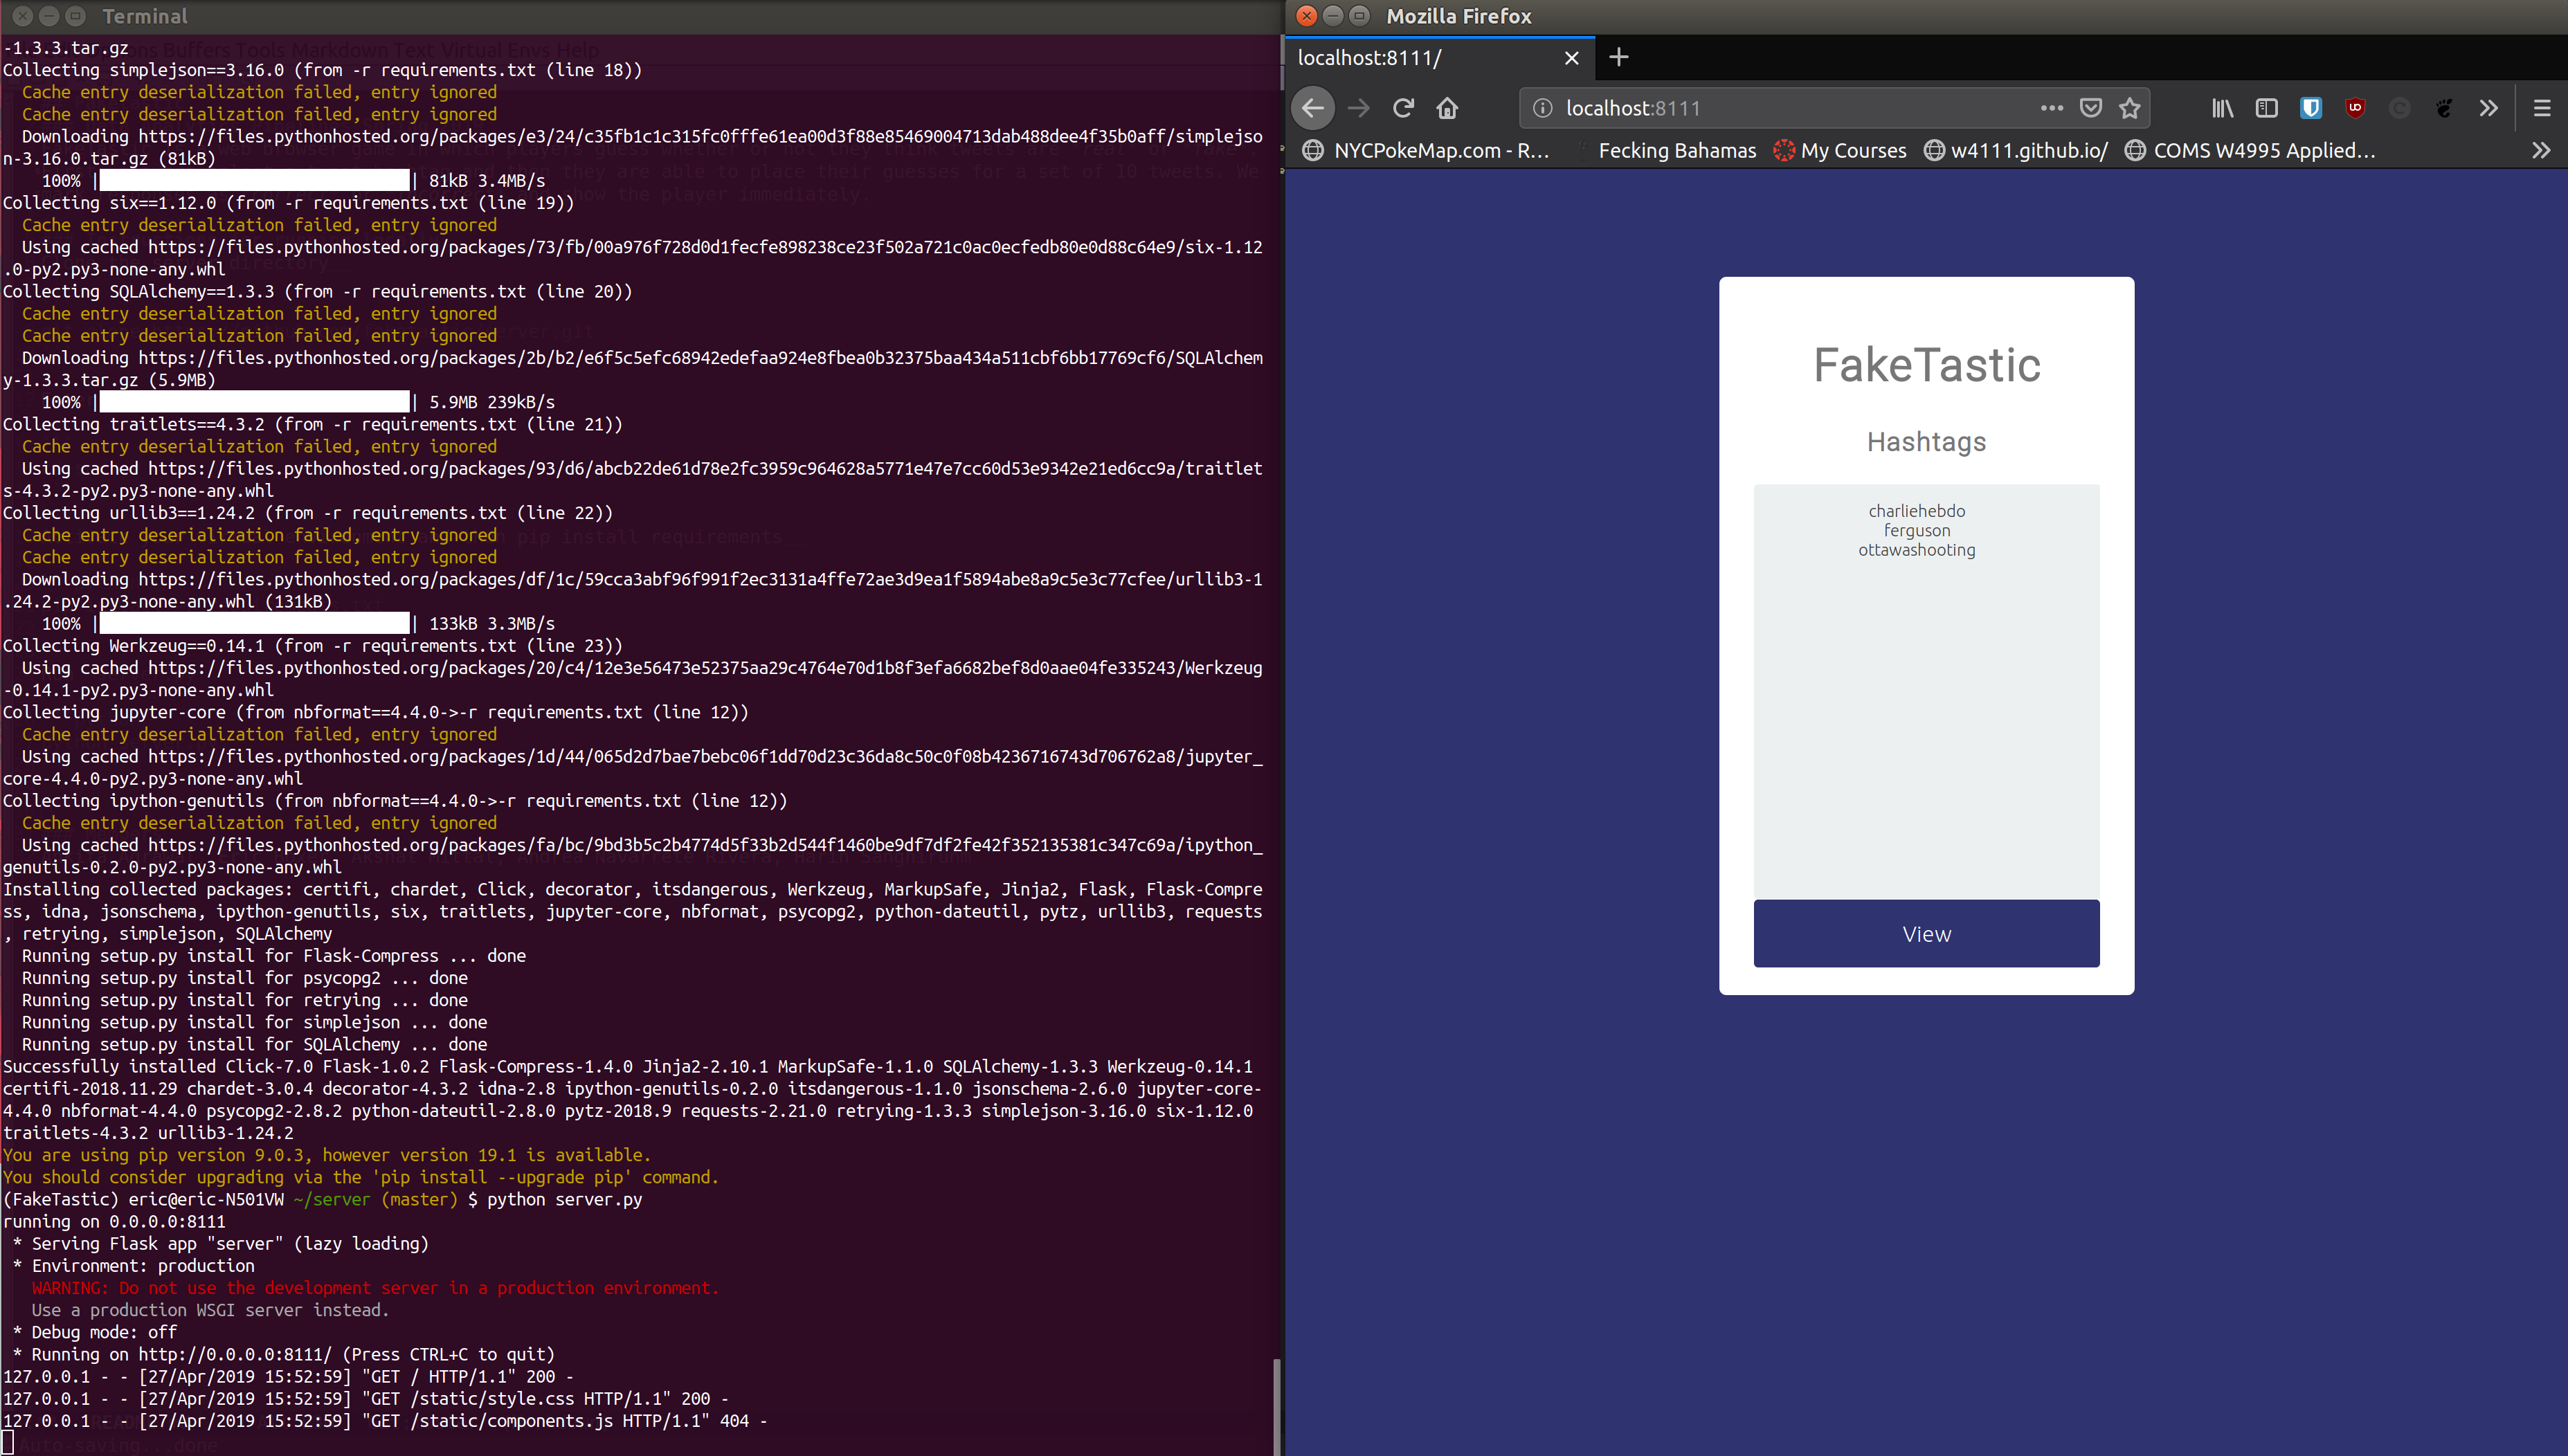 Terminal
-1.3.3.tar.gz
Collecting simplejson==3.16.0 (from -r requirements.txt (line 18))
Cache entry deserialization failed, entry ignored
Cache entry deserialization failed, entry ignored
Downloading https://files.pythonhosted.org/packages/e3/24/c35fb1c1c315fc0fffe61ea00d3f88e85469004713dab488dee4f35b0aff/simplejso
n-3.16.0.tar.gz (81kB)
100% | | 81kB 3.4MB/s
Collecting six==1.12.0 (from -r requirements.txt (line 19))
Cache entry deserialization failed, entry ignored
Using cached https://files.pythonhosted.org/packages/73/fb/00a976f728d0d1fecfe898238ce23f502a721c0ac0ecfedb80e0d88c64e9/six-1.12
.0-py2.py3-none-any.whl
Collecting SQLAlchemy==1.3.3 (from -r requirements.txt (line 20))
Cache entry deserialization failed, entry ignored
Cache entry deserialization failed, entry ignored
Downloading https://files.pythonhosted.org/packages/2b/b2/e6f5c5efc68942edefaa924e8fbea0b32375baa434a511cbf6bb17769cf6/SQLAlchem
y-1.3.3.tar.gz (5.9MB)
100% | | 5.9MB 239kB/s
Collecting traitlets==4.3.2 (from -r requirements.txt (line 21))
Cache entry deserialization failed, entry ignored
Using cached https://files.pythonhosted.org/packages/93/d6/abcb22de61d78e2fc3959c964628a5771e47e7cc60d53e9342e21ed6cc9a/traitlet
s-4.3.2-py2.py3-none-any.whl
Collecting urllib3==1.24.2 (from -r requirements.txt (line 22))
Cache entry deserialization failed, entry ignored
Cache entry deserialization failed, entry ignored
Downloading https://files.pythonhosted.org/packages/df/1c/59cca3abf96f991f2ec3131a4ffe72ae3d9ea1f5894abe8a9c5e3c77cfee/urllib3-1
.24.2-py2.py3-none-any.whl (131kB)
100% | | 133kB 3.3MB/s
Collecting Werkzeug==0.14.1 (from -r requirements.txt (line 23))
Using cached https://files.pythonhosted.org/packages/20/c4/12e3e56473e52375aa29c4764e70d1b8f3efa6682bef8d0aae04fe335243/Werkzeug
-0.14.1-py2.py3-none-any.whl
Collecting jupyter-core (from nbformat==4.4.0->-r requirements.txt (line 12))
Cache entry deserialization failed, entry ignored
Using cached https://files.pythonhosted.org/packages/1d/44/065d2d7bae7bebc06f1dd70d23c36da8c50c0f08b4236716743d706762a8/jupyter_
core-4.4.0-py2.py3-none-any.whl
Collecting ipython-genutils (from nbformat==4.4.0->-r requirements.txt (line 12))
Cache entry deserialization failed, entry ignored
Using cached https://files.pythonhosted.org/packages/fa/bc/9bd3b5c2b4774d5f33b2d544f1460be9df7df2fe42f352135381c347c69a/ipython_
genutils-0.2.0-py2.py3-none-any.whl
Installing collected packages: certifi, chardet, Click, decorator, itsdangerous, Werkzeug, MarkupSafe, Jinja2, Flask, Flask-Compre
ss, idna, jsonschema, ipython-genutils, six, traitlets, jupyter-core, nbformat, psycopg2, python-dateutil, pytz, urllib3, requests
, retrying, simplejson, SQLAlchemy
Running setup.py install for Flask-Compress ... done
Running setup.py install for psycopg2 ... done
Running setup.py install for retrying ... done
Running setup.py install for simplejson ... done
Running setup.py install for SQLAlchemy ... done
Successfully installed Click-7.0 Flask-1.0.2 Flask-Compress-1.4.0 Jinja2-2.10.1 MarkupSafe-1.1.0 SQLAlchemy-1.3.3 Werkzeug-0.14.1
certifi-2018.11.29 chardet-3.0.4 decorator-4.3.2 idna-2.8 ipython-genutils-0.2.0 itsdangerous-1.1.0 jsonschema-2.6.0 jupyter-core-
4.4.0 nbformat-4.4.0 psycopg2-2.8.2 python-dateutil-2.8.0 pytz-2018.9 requests-2.21.0 retrying-1.3.3 simplejson-3.16.0 six-1.12.0
traitlets-4.3.2 urllib3-1.24.2
You are using pip version 9.0.3, however version 19.1 is available.
You should consider upgrading via the 'pip install --upgrade pip' command.
(FakeTastic) eric@eric-N501VW ~/server (master) $ python server.py
running on 0.0.0.0:8111
* Serving Flask app "server" (lazy loading)
* Environment: production
WARNING: Do not use the development server in a production environment.
Use a production WSGI server instead.
* Debug mode: off
* Running on http://0.0.0.0:8111/ (Press CTRL+C to quit)
127.0.0.1 - - [27/Apr/2019 15:52:59] "GET / HTTP/1.1" 200 -
127.0.0.1 - - [27/Apr/2019 15:52:59] "GET /static/style.css HTTP/1.1" 200 -
127.0.0.1 - - [27/Apr/2019 15:52:59] "GET /static/components.js HTTP/1.1" 404 -
Auto-saving...done
Mozilla Firefox
localhost:8111/
localhost:8111
NYCPokeMap.com - R...
Fecking Bahamas
My Courses
w4111.github.io/
COMS W4995 Applied...
FakeTastic
Hashtags
charliehebdo
ferguson
ottawashooting
View